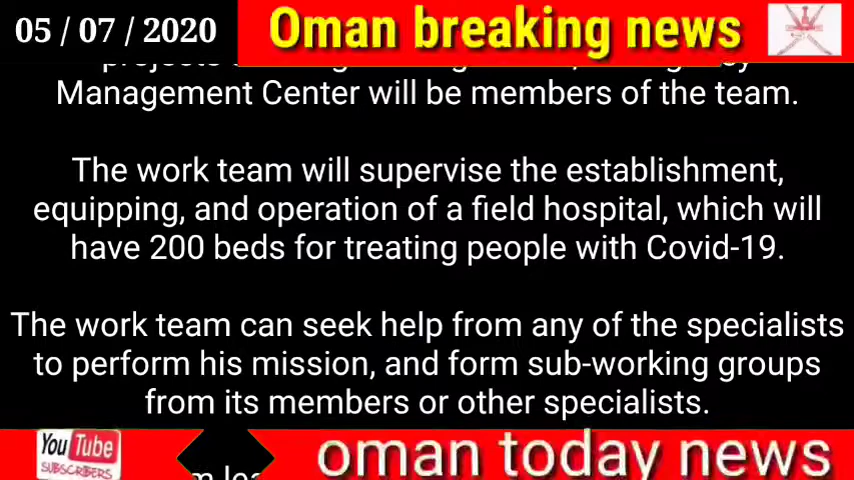 05 / 07 / 2020
Oman breaking news
projects
Management Center will be members of the team.
The work team will supervise the establishment,
equipping, and operation of a field hospital, which will
have 200 beds for treating people with Covid-19.
The work team can seek help from any of the specialists
to perform his mission, and form sub-working groups
from its members or other specialists.
You Tube
SUBSCRIBERS
oman today news